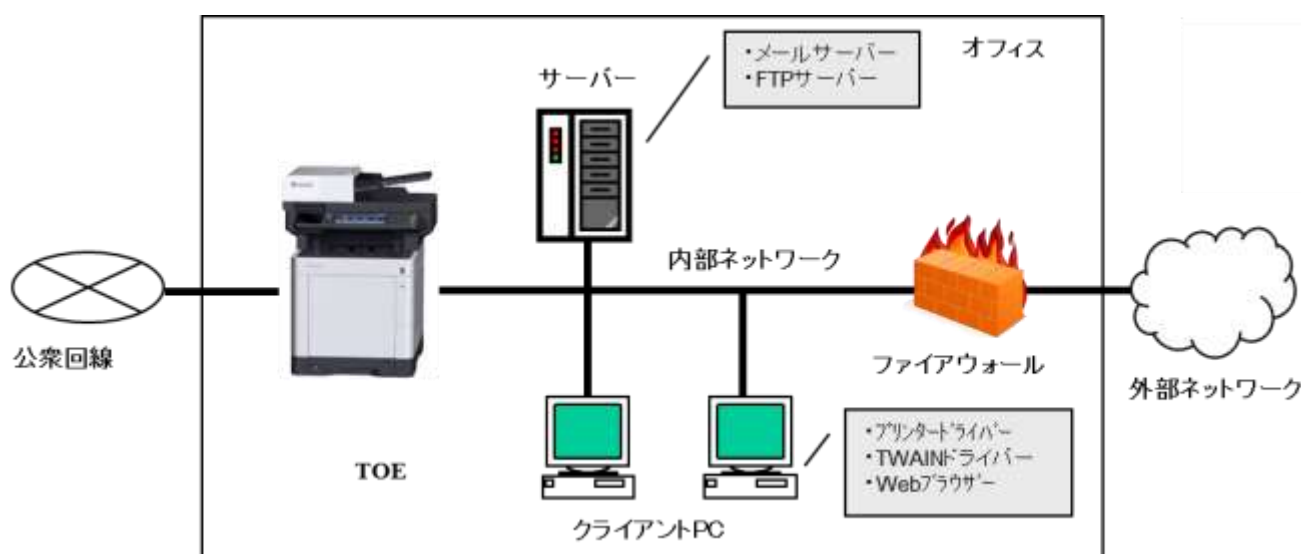 オフィス
・メールサーバー
・FTPサーバー
サーバー
内部ネットワーク
公衆回線
ファイアウォール
外部ネットワーク
TOE
・プリンタードライバー
・TWAINドライバー
・Webブラウザー
クライアントPC